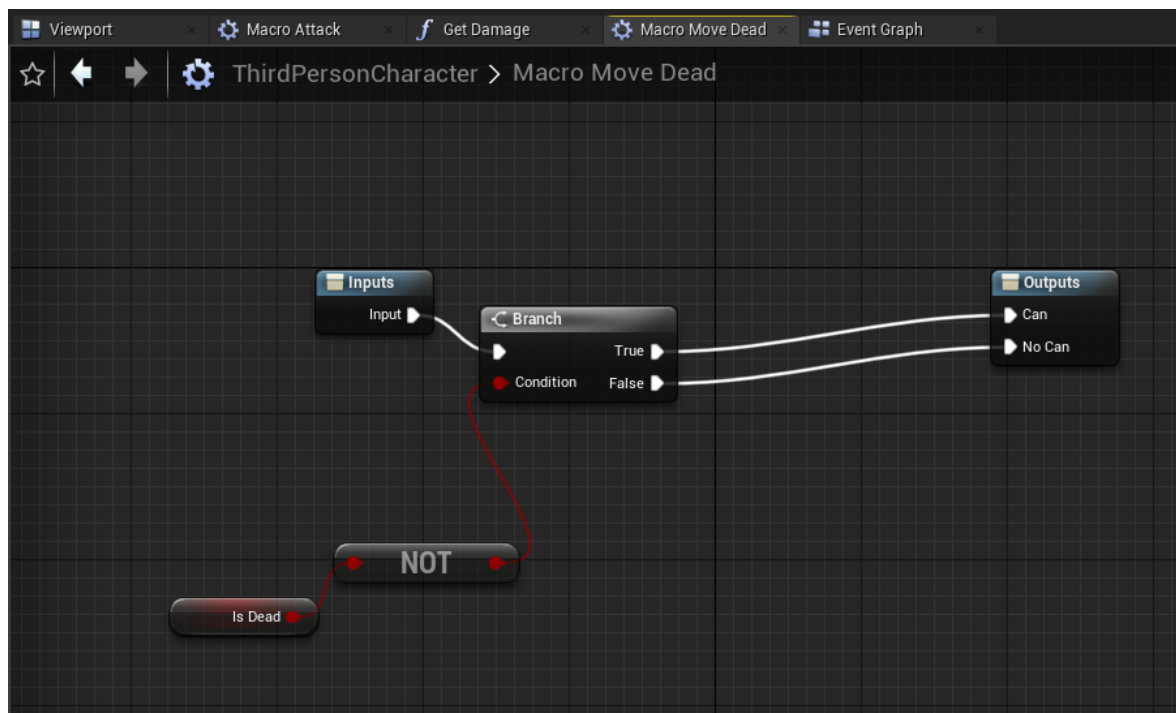 Viewport
Macro Attack
Get Damage
Macro Move Dead
Event Graph
ThirdPersonCharacter > Macro Move Dead
Inputs
Input
Branch
True
Condition
False
Outputs
Can
No Can
NOT
Is Dead